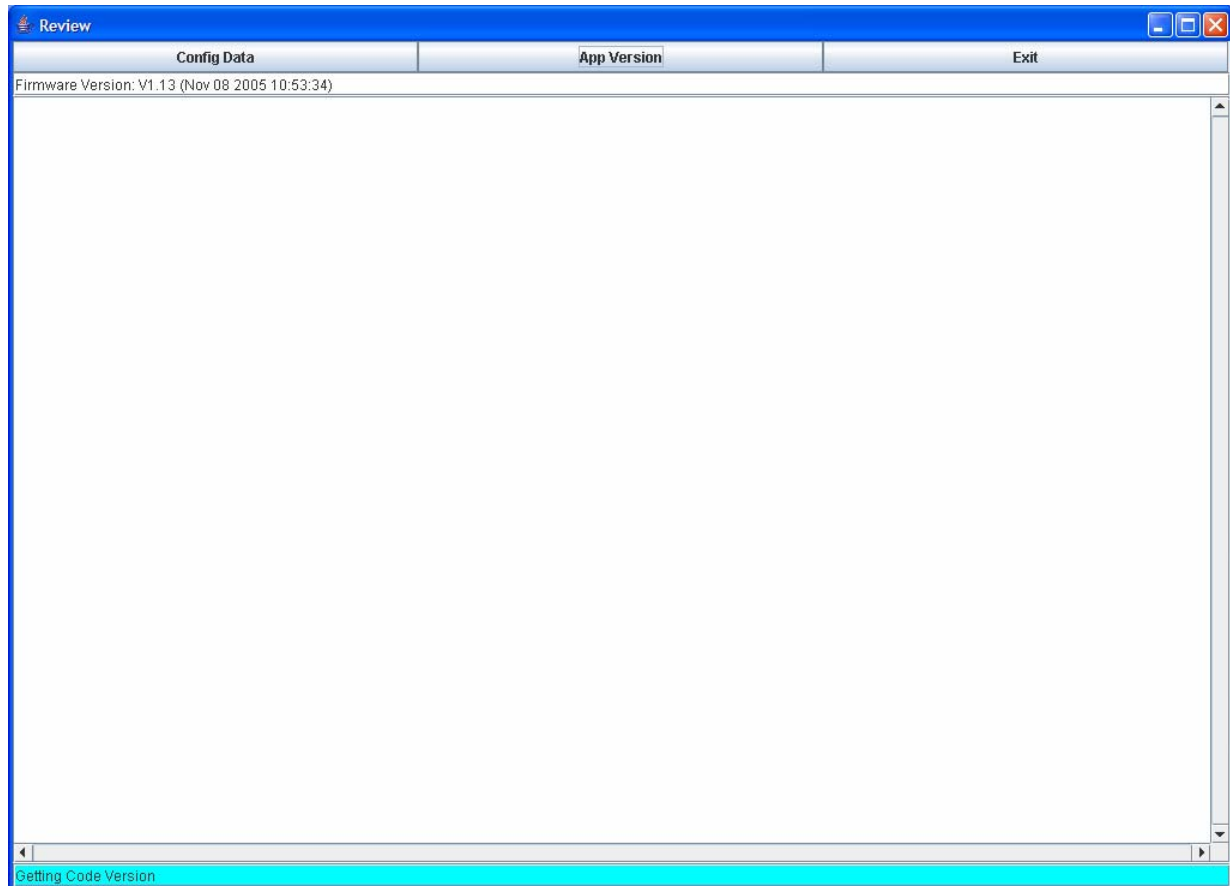 Review
Config Data App Version Exit
Firmware Version: V1.13 (Nov 08 2005 10:53:34)
Getting Code Version